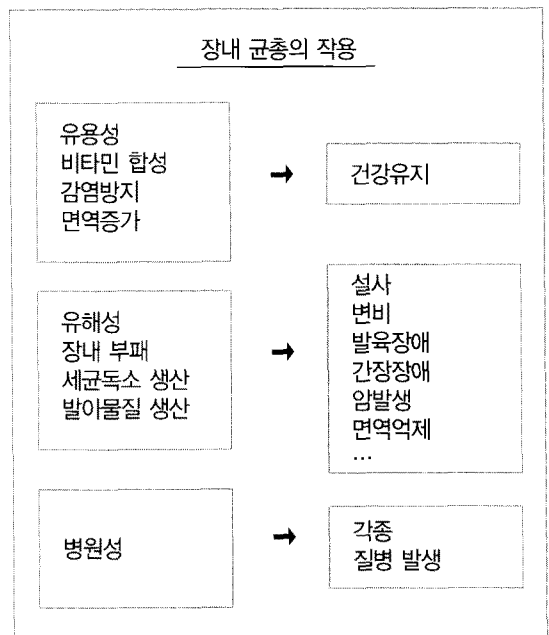 장내 균총의 작용
유용성
비타민 합성
감염방지
면역증가
➞
건강유지
유해성
장내 부패
세균독소 생산
발아물질 생산
➞
설사
변비
발육장애
간장장애
암발생
면역억제
...
병원성
➞
각종
질병 발생